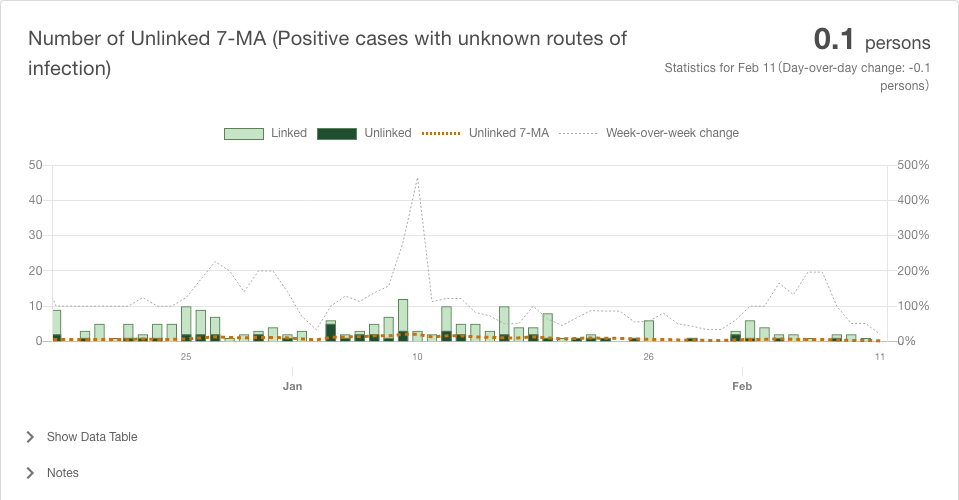 Number of Unlinked 7-MA (Positive cases with unknown routes of
infection)
0.1 persons
Statistics for Feb 11 (Day-over-day change: -0.1
persons)
Linked Unlinked Unlinked 7-MA Week-over-week change
50 500%
40 400%
30 300%
20 200%
10 100%
0 0%
25 10 26 11
Jan Feb
Show Data Table
Notes